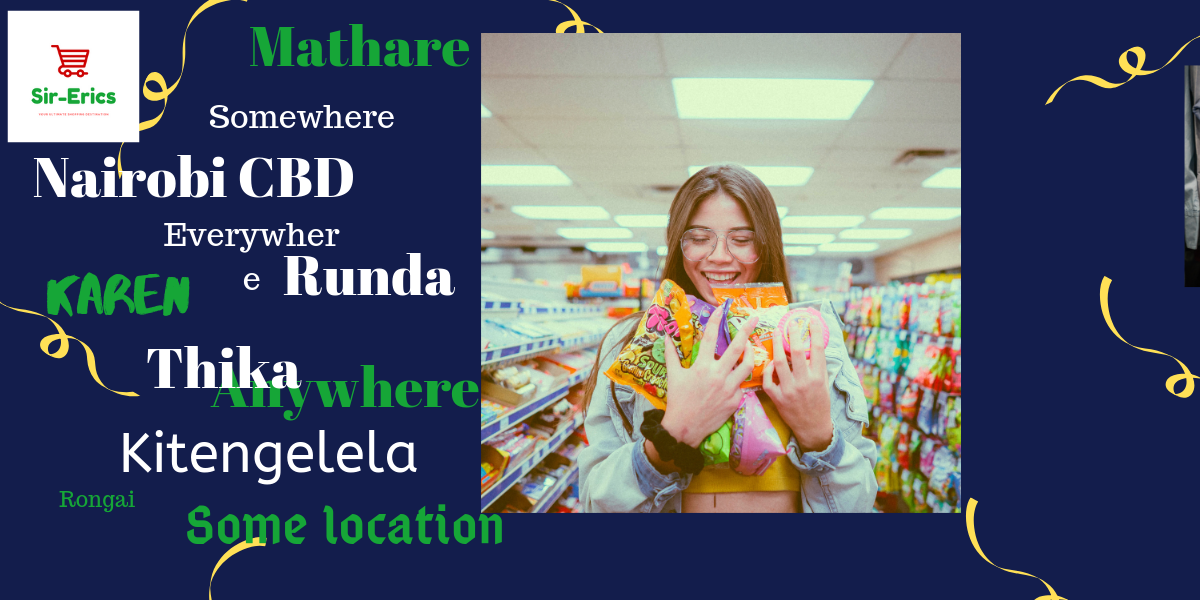 Mathare
Sir-Erics
Somewhere
Nairobi CBD
Everywher
e
Runda
KAREN
Thika
Anywhere
Kitengelela
Rongai
Some location